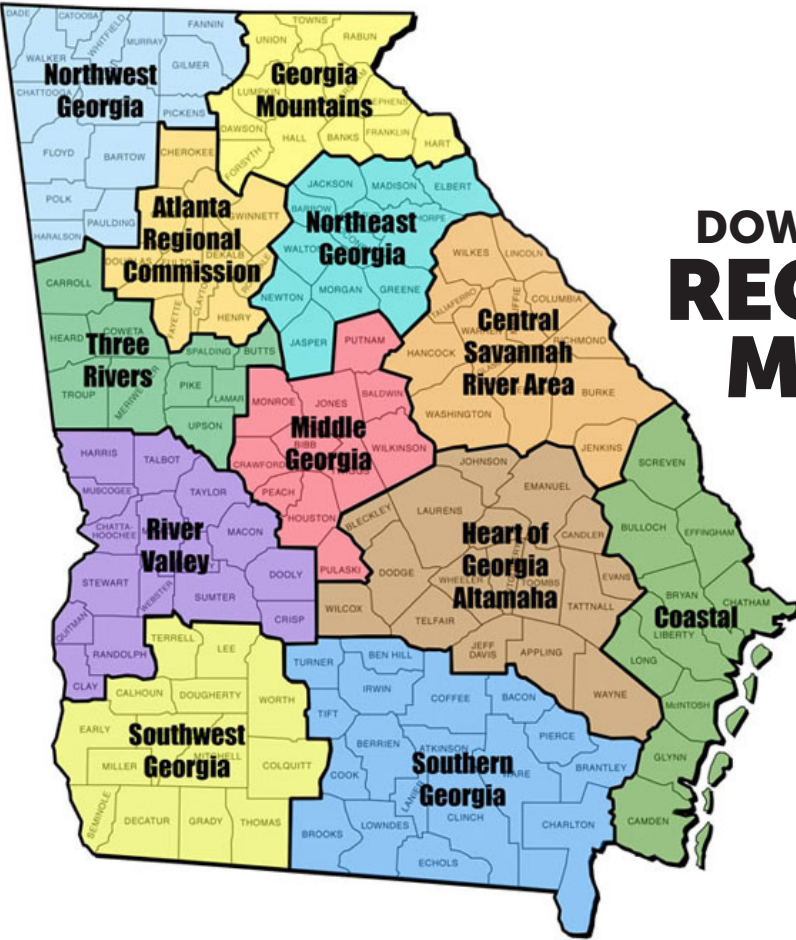 DADE
CATOOSA
WHITFIELD
FANNIN
TOWNS
RABUN
UNION
MURRAY
WALKER
GILMER
Northwest
Georgia
CHATTOOGA
PICKENS
Georgia
Mountains
LUMPKIN
DAWSON
HALL
BANKS
FRANKLIN
HART
FORSYTH
FLOYD
BARTOW
CHEROKEE
POLK
PAULDING
HARALSON
Atlanta
Regional
Commission
GWINNETT
DOUGLAS
FULTON
DEKALB
CLAYTON
FAYETTE
HENRY
JACKSON
MADISON
ELBERT
BARROW
Northeast
Georgia
WALTON
NEWTON
MORGAN
GREENE
JASPER
DOW
REG
M
WILKES
LINCOLN
TALIAFERRO
COLUMBIA
WARREN
RICHMOND
HANCOCK
Central
Savannah
River Area
BURKE
WASHINGTON
JENKINS
CARROLL
HEARD
COWETA
Three
Rivers
SPALDING
BUTTS
TROUP
MERIWETHER
PIKE
LAMAR
UPSON
PUTNAM
MONROE
JONES
BALDWIN
Middle
Georgia
BIBB
WILKINSON
CRAWFORD
PEACH
HOUSTON
PULASKI
HARRIS
TALBOT
MUSCOGEE
TAYLOR
CHATTA-
HOOCHEE
MACON
River
Valley
STEWART
WEBSTER
SUMTER
DOOLY
CRISP
QUITMAN
RANDOLPH
CLAY
JOHNSON
EMANUEL
LAURENS
BLECKLEY
Heart of
Georgia
Altamaha
CANDLER
DODGE
WHEELER
TOOMBS
EVANS
TATTNALL
WILCOX
TELFAIR
JEFF
DAVIS
APPLING
WAYNE
SCREVEN
BULLOCH
EFFINGHAM
BRYAN
CHATHAM
Coastal
LIBERTY
LONG
McINTOSH
GLYNN
CAMDEN
TERRELL
LEE
CALHOUN
DOUGHERTY
WORTH
EARLY
Southwest
Georgia
MILLER
MITCHELL
COLQUITT
SEMINOLE
DECATUR
GRADY
THOMAS
TURNER
BEN HILL
IRWIN
TIFT
COFFEE
BACON
PIERCE
BERRIEN
ATKINSON
Southern
Georgia
WARE
BRANTLEY
COOK
LANIER
CLINCH
BROOKS
LOWNDES
CHARLTON
ECHOLS